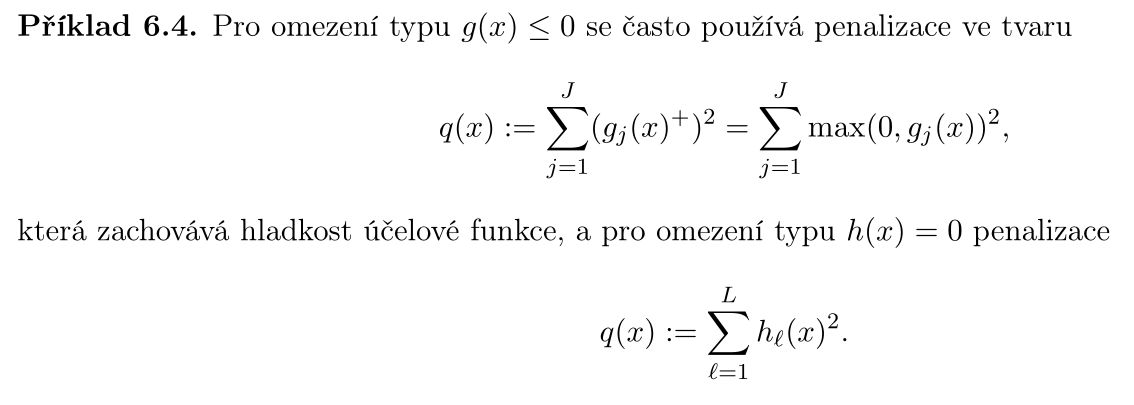 Příklad 6.4. Pro omezení typu g(x) ≤ 0 se často používá penalizace ve tvaru
q(x) := ∑_{j=1}^{J} (g_j(x)^+)^2 = ∑_{j=1}^{J} max(0, g_j(x))^2,
která zachovává hladkost účelové funkce, a pro omezení typu h(x) = 0 penalizace
q(x) := ∑_{ℓ=1}^{L} h_ℓ(x)^2.